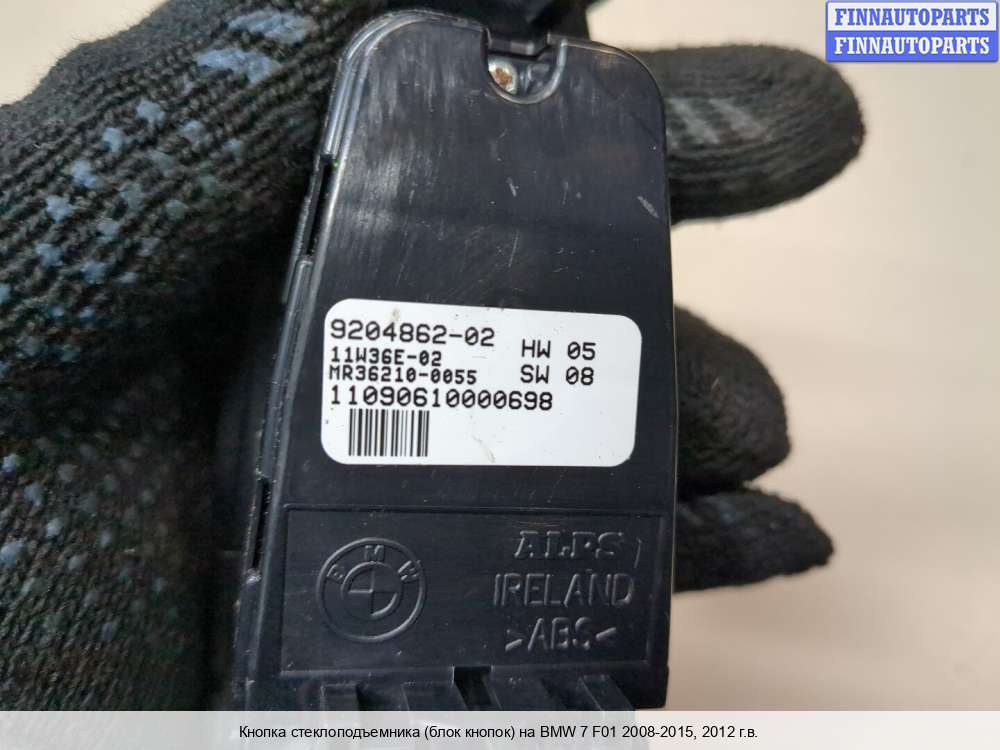 FINNAUTOPARTS
FINNAUTOPARTS
9204862-02
HW 05
11W36E-02
MR36210-0055
SW 08
11090610000698
BMW
ALPS
IRELAND
>ABS<
Кнопка стеклоподъемника (блок кнопок) на BMW 7 F01 2008-2015, 2012 г.в.